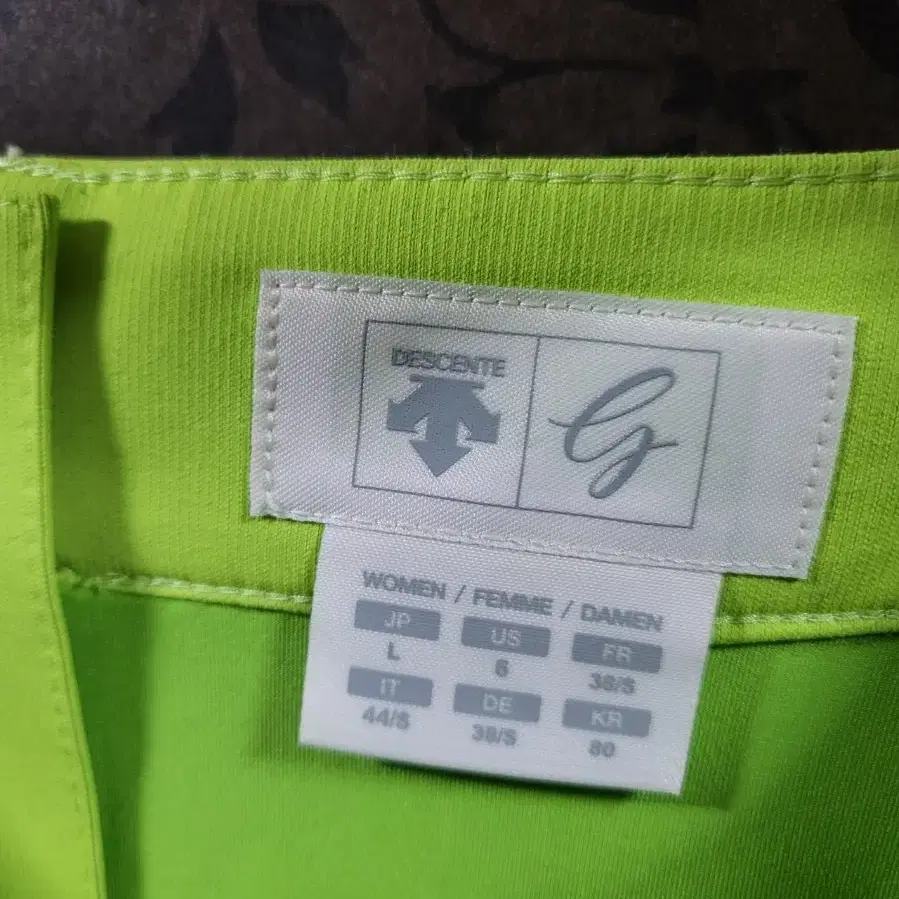 DESCENTE
G
WOMEN / FEMME / DAMEN
JP US FR
L 6 38/S
IT DE KR
44/S 38/S 80